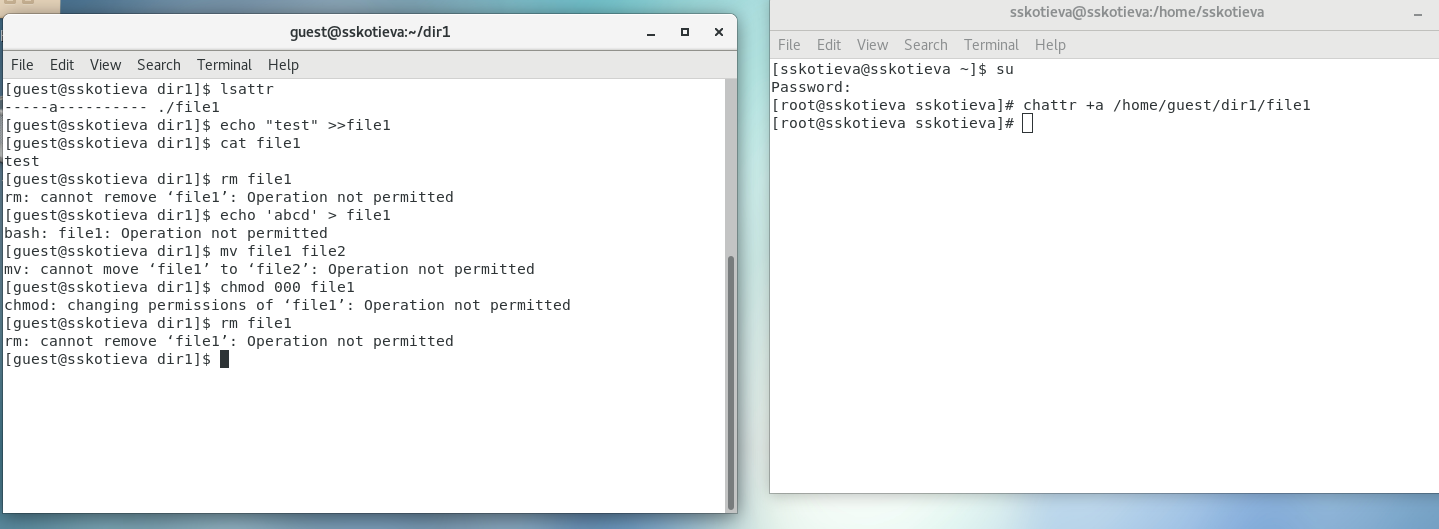 guest@sskotieva:~/dir1
File Edit View Search Terminal Help
[guest@sskotieva dir1]$ lsattr
-----a---------- ./file1
[guest@sskotieva dir1]$ echo "test" >>file1
[guest@sskotieva dir1]$ cat file1
test
[guest@sskotieva dir1]$ rm file1
rm: cannot remove ‘file1’: Operation not permitted
[guest@sskotieva dir1]$ echo 'abcd' > file1
bash: file1: Operation not permitted
[guest@sskotieva dir1]$ mv file1 file2
mv: cannot move ‘file1’ to ‘file2’: Operation not permitted
[guest@sskotieva dir1]$ chmod 000 file1
chmod: changing permissions of ‘file1’: Operation not permitted
[guest@sskotieva dir1]$ rm file1
rm: cannot remove ‘file1’: Operation not permitted
[guest@sskotieva dir1]$
sskotieva@sskotieva:/home/sskotieva
File Edit View Search Terminal Help
[sskotieva@sskotieva ~]$ su
Password:
[root@sskotieva sskotieva]# chattr +a /home/guest/dir1/file1
[root@sskotieva sskotieva]#